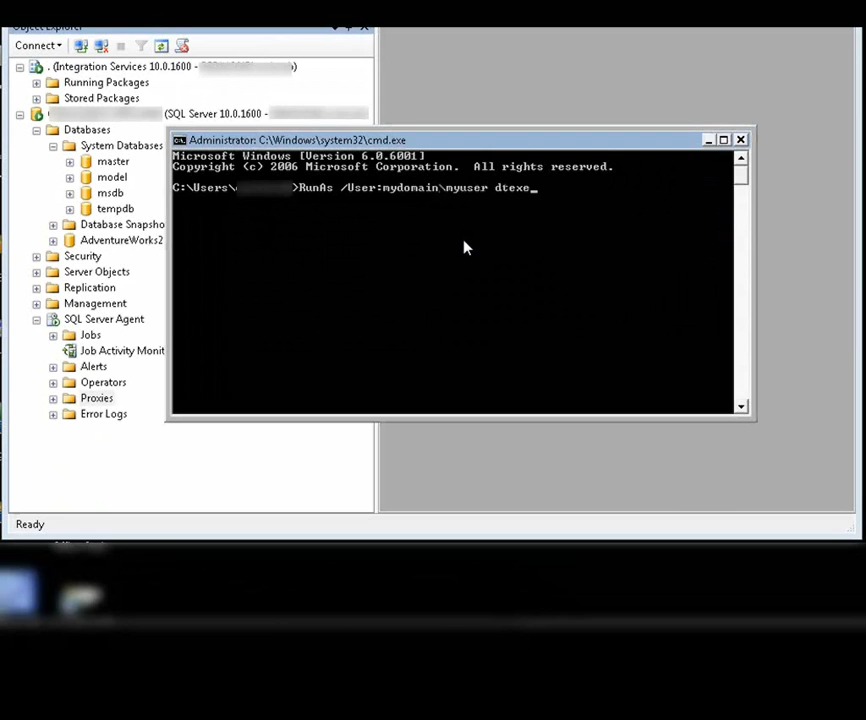 Object Explorer
Connect
. (Integration Services 10.0.1600 - )
Running Packages
Stored Packages
(SQL Server 10.0.1600 -
Databases
System Databases
master
model
msdb
tempdb
Database Snapsho
AdventureWorks2
Security
Server Objects
Replication
Management
SQL Server Agent
Jobs
Job Activity Monit
Alerts
Operators
Proxies
Error Logs
Ready
Administrator: C:\Windows\system32\cmd.exe
Microsoft Windows [Version 6.0.6001]
Copyright (c) 2006 Microsoft Corporation. All rights reserved.
C:\Users\ >RunAs /User:mydomain\myuser dtexe_